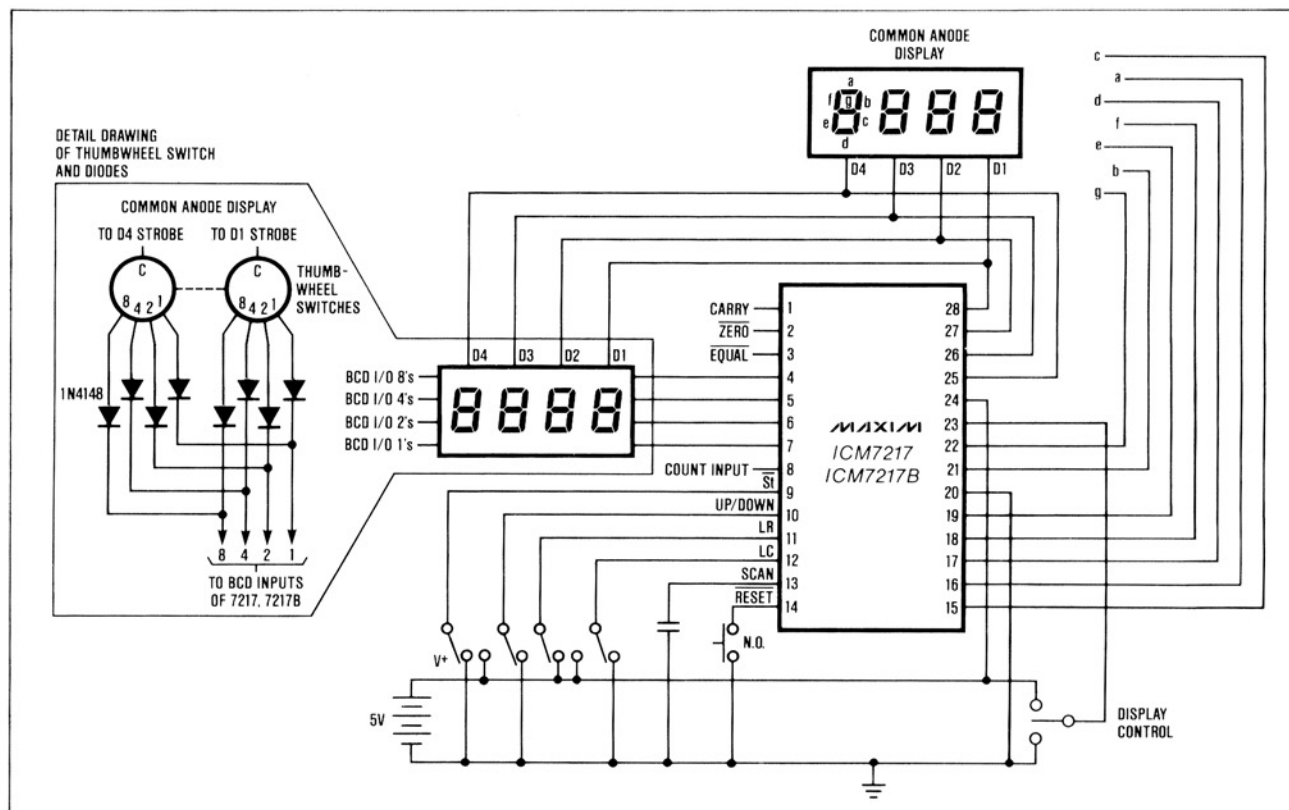 COMMON ANODE
DISPLAY
a
f g b
e c
d
D4 D3 D2 D1
c
a
d
f
e
b
g
DETAIL DRAWING
OF THUMBWHEEL SWITCH
AND DIODES
COMMON ANODE DISPLAY
TO D4 STROBE TO D1 STROBE
C C
8 4 2 1 8 4 2 1
THUMB-
WHEEL
SWITCHES
1N4148
8 4 2 1
TO BCD INPUTS
OF 7217, 7217B
D4 D3 D2 D1
BCD I/O 8's
BCD I/O 4's
BCD I/O 2's
BCD I/O 1's
8888
8888
CARRY 1 28
ZERO 2 27
EQUAL 3 26
4 25
5 24
6 23
7 22
COUNT INPUT 8 21
St 9 20
UP/DOWN 10 19
LR 11 18
LC 12 17
SCAN 13 16
RESET 14 15
MAXIM
ICM7217
ICM7217B
V+
N.O.
5V
DISPLAY
CONTROL